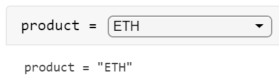 product = ETH
product = "ETH"